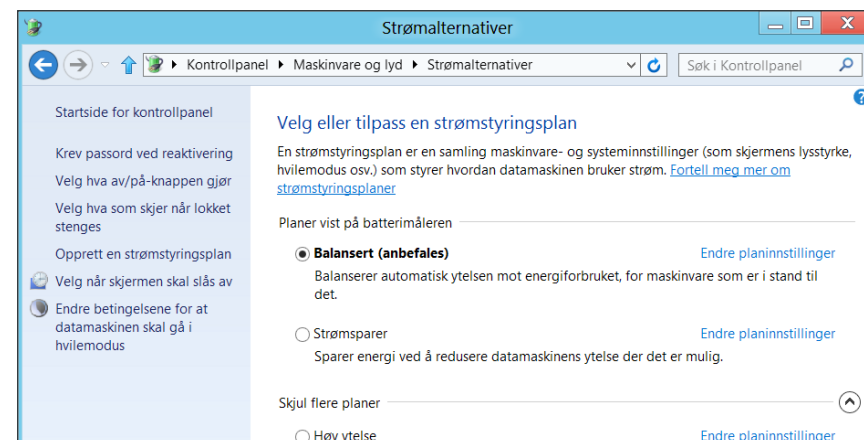 Strømalternativer
Kontrollpanel Maskinvare og lyd Strømalternativer
Søk i Kontrollpanel
Startside for kontrollpanel
Krev passord ved reaktivering
Velg hva av/på-knappen gjør
Velg hva som skjer når lokket
stenges
Opprett en strømstyringsplan
Velg når skjermen skal slås av
Endre betingelsene for at
datamaskinen skal gå i
hvilemodus
Velg eller tilpass en strømstyringsplan
En strømstyringsplan er en samling maskinvare- og systeminnstillinger (som skjermens lysstyrke,
hvilemodus osv.) som styrer hvordan datamaskinen bruker strøm. Fortell meg mer om
strømstyringsplaner
Planer vist på batterimåleren
Balansert (anbefales) Endre planinnstillinger
Balanserer automatisk ytelsen mot energiforbruket, for maskinvare som er i stand til
det.
Strømsparer Endre planinnstillinger
Sparer energi ved å redusere datamaskinens ytelse der det er mulig.
Skjul flere planer
Høy ytelse Endre planinnstillinger